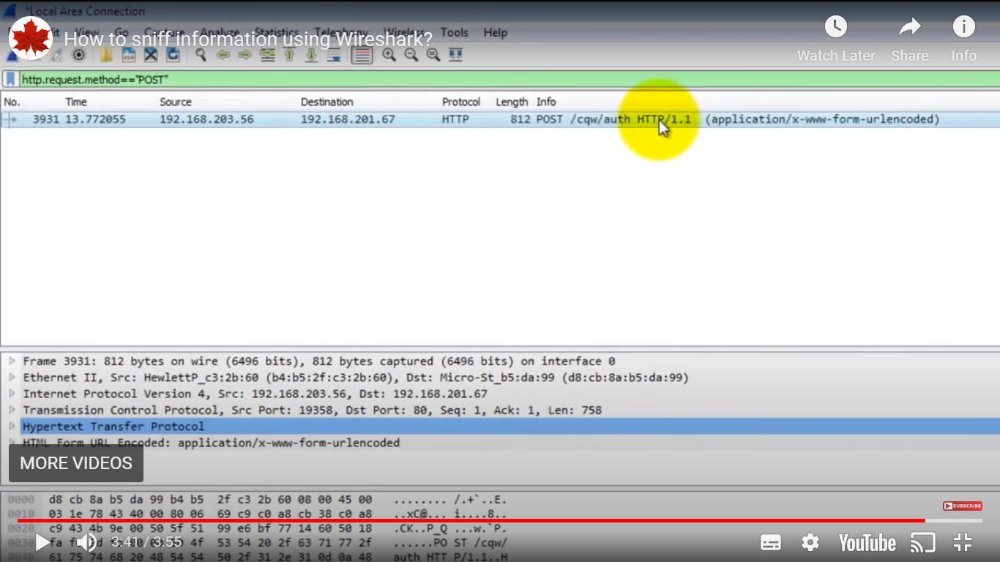 *Local Area Connection
View Go Capture Analyze Statistics Telephony Wireless Tools Help
How to sniff information using Wireshark?
Watch Later Share Info
http.request.method=="POST"
No. Time Source Destination Protocol Length Info
3931 13.772055 192.168.203.56 192.168.201.67 HTTP 812 POST /cqw/auth HTTP/1.1 (application/x-www-form-urlencoded)
Frame 3931: 812 bytes on wire (6496 bits), 812 bytes captured (6496 bits) on interface 0
Ethernet II, Src: HewlettP_c3:2b:60 (b4:b5:2f:c3:2b:60), Dst: Micro-St_b5:da:99 (d8:cb:8a:b5:da:99)
Internet Protocol Version 4, Src: 192.168.203.56, Dst: 192.168.201.67
Transmission Control Protocol, Src Port: 19358, Dst Port: 80, Seq: 1, Ack: 1, Len: 758
Hypertext Transfer Protocol
HTML Form URL Encoded: application/x-www-form-urlencoded
MORE VIDEOS
0000 d8 cb 8a b5 da 99 b4 b5 2f c3 2b 60 08 00 45 00 ........ /.+`..E.
SUBSCRIBE
0010 03 1e 78 43 40 00 80 06 69 c9 c0 a8 cb 38 c0 a8 ..xC@... i....8..
0020 c9 43 4b 9e 00 50 5f 51 99 e6 bf 77 14 60 50 18 .CK..P_Q ...w.`P.
0030 fa 4f 53 54 20 2f 63 71 77 2f ......PO ST /cqw/
3:41 / 3:55
YouTube
0040 61 75 74 68 20 48 54 54 50 2f 31 2e 31 0d 0a 48 auth HTT P/1.1..H